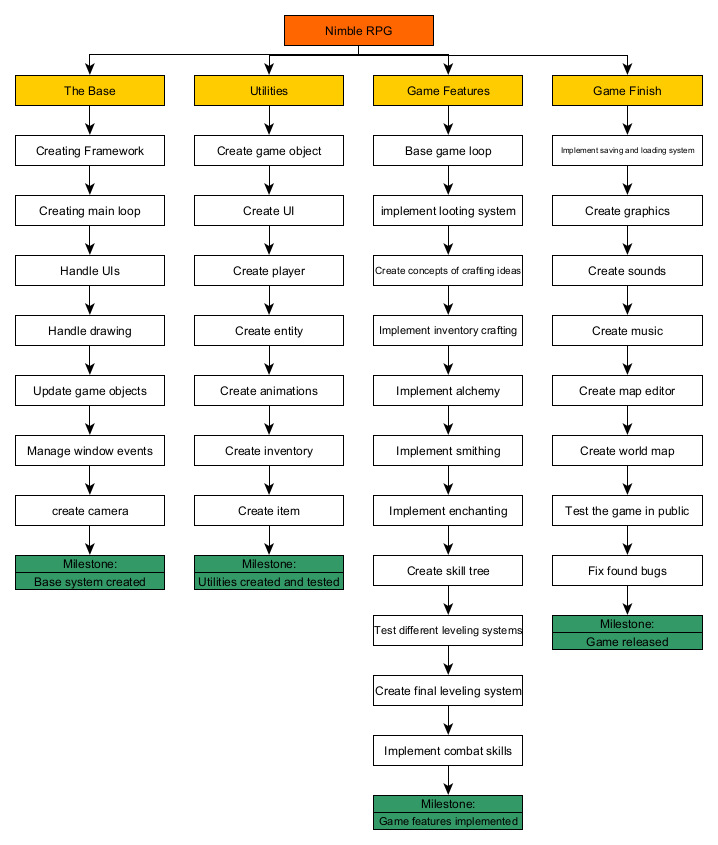 Nimble RPG
The Base
Creating Framework
Creating main loop
Handle UIs
Handle drawing
Update game objects
Manage window events
create camera
Milestone:
Base system created
Utilities
Create game object
Create UI
Create player
Create entity
Create animations
Create inventory
Create item
Milestone:
Utilities created and tested
Game Features
Base game loop
implement looting system
Create concepts of crafting ideas
Implement inventory crafting
Implement alchemy
Implement smithing
Implement enchanting
Create skill tree
Test different leveling systems
Create final leveling system
Implement combat skills
Milestone:
Game features implemented
Game Finish
Implement saving and loading system
Create graphics
Create sounds
Create music
Create map editor
Create world map
Test the game in public
Fix found bugs
Milestone:
Game released